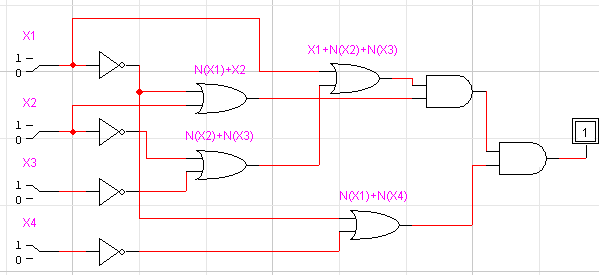 X1
1
0
X1+N(X2)+N(X3)
N(X1)+X2
X2
1
0
N(X2)+N(X3)
1
X3
1
0
N(X1)+N(X4)
X4
1
0